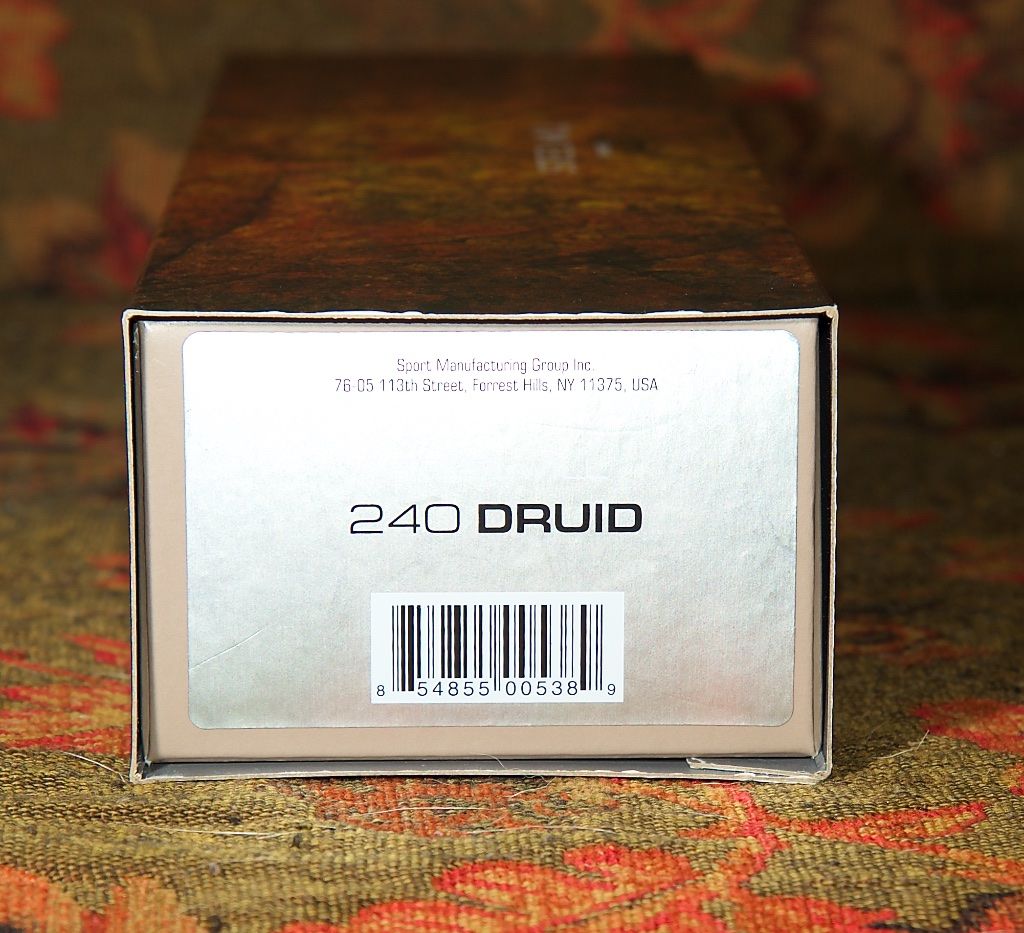 Sport Manufacturing Group Inc.
76-05 113th Street, Forrest Hills, NY 11375, USA
240 DRUID
8 54855 00538 9